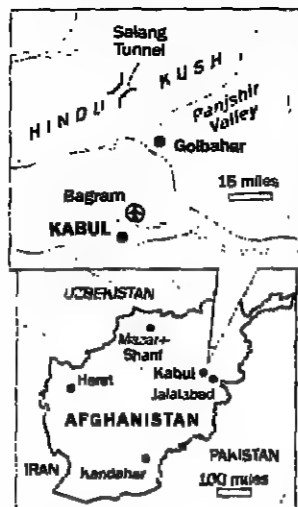 Salang
Tunnel
HINDU KUSH
Panjshir
Valley
Golbahar
15 miles
Bagram
KABUL
UZBEKISTAN
Mazar-i
Sharif
Herat
Kabul
Jalalabad
AFGHANISTAN
IRAN
PAKISTAN
Kandahar
100 miles